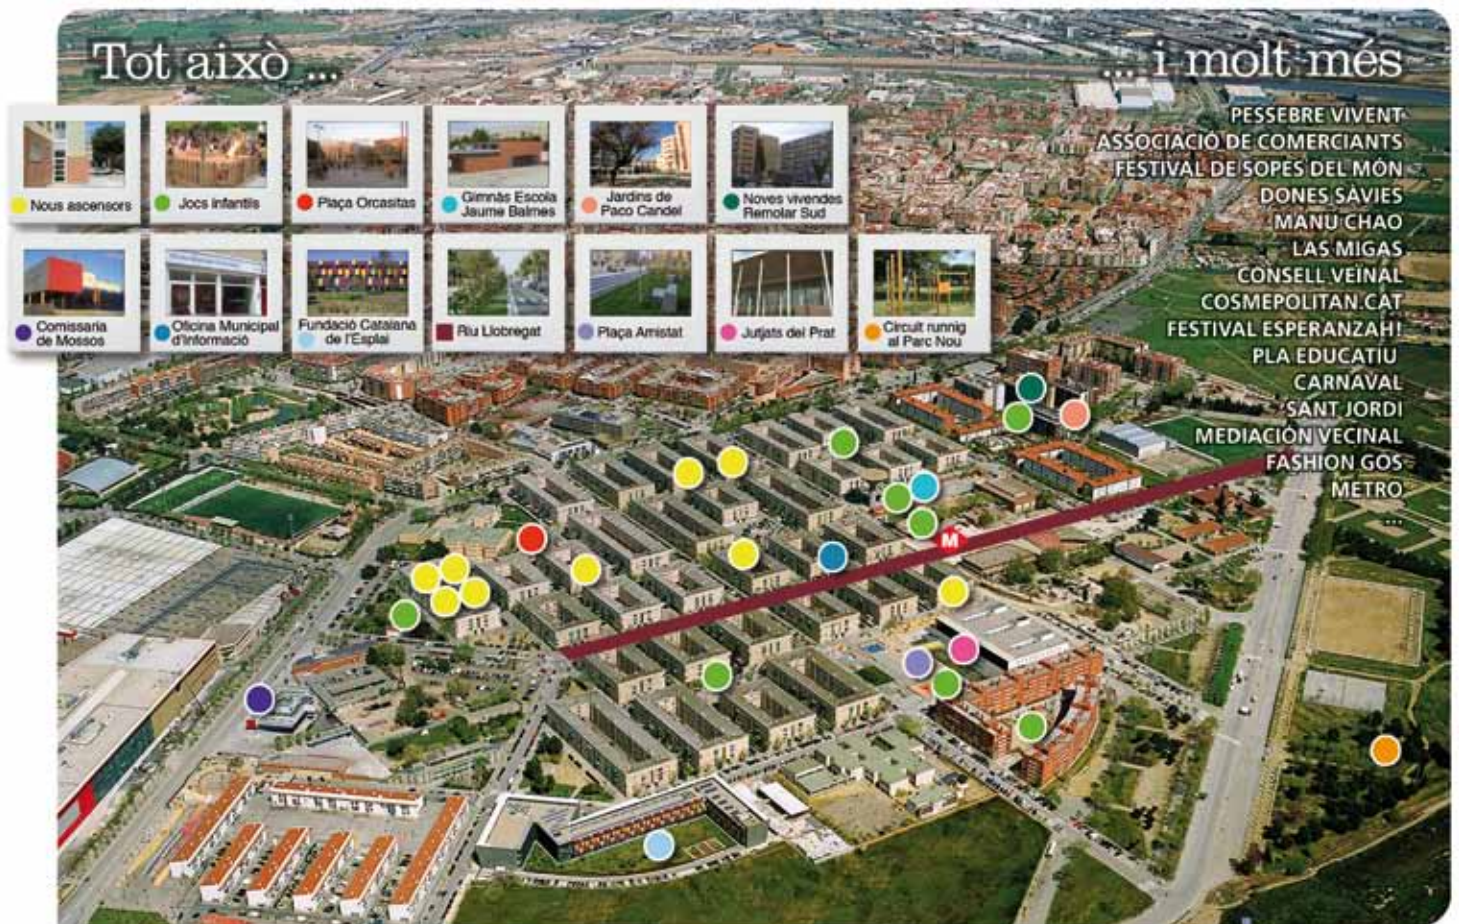 Tot això ...
... i molt més
Nous ascensors
Jocs infantils
Plaça Orcasitas
Gimnàs Escola
Jaume Balmes
Jardins de
Paco Candel
Noves vivendes
Remolar Sud
Comissaria
de Mossos
Oficina Municipal
d'Informació
Fundació Catalana
de l'Esplai
Riu Llobregat
Plaça Amistat
Jutjats del Prat
Circuit runnig
al Parc Nou
PESSEBRE VIVENT
ASSOCIACIÓ DE COMERCIANTS
FESTIVAL DE SOPES DEL MÓN
DONES SÀVIES
MANU CHAO
LAS MIGAS
CONSELL VEÏNAL
COSMEPOLITAN.CAT
FESTIVAL ESPERANZAH!
PLA EDUCATIU
CARNAVAL
SANT JORDI
MEDIACIÓN VECINAL
FASHION GOS
METRO
...
M